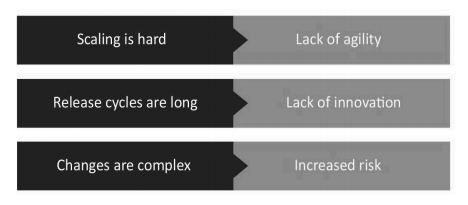 Scaling is hard
Lack of agility
Release cycles are long
Lack of innovation
Changes are complex
Increased risk